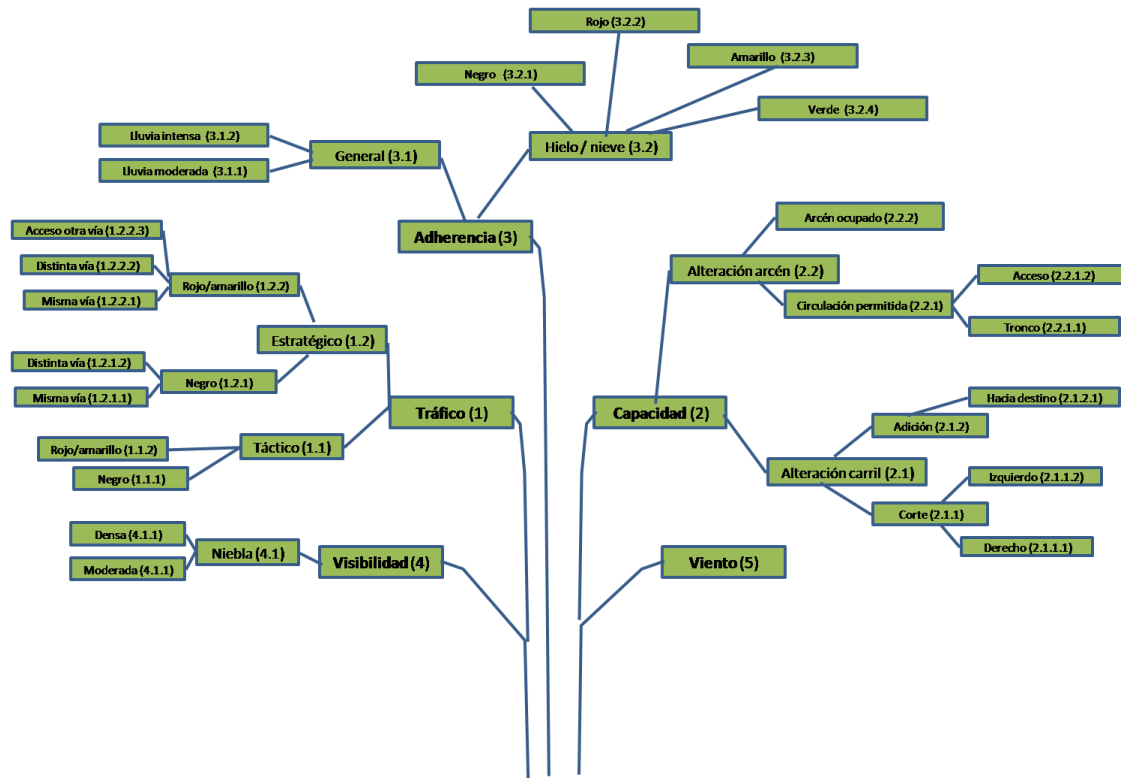 Rojo (3.2.2)
Amarillo (3.2.3)
Negro (3.2.1)
Verde (3.2.4)
Hielo / nieve (3.2)
Lluvia intensa (3.1.2)
General (3.1)
Lluvia moderada (3.1.1)
Adherencia (3)
Acceso otra vía (1.2.2.3)
Distinta vía (1.2.2.2)
Rojo/amarillo (1.2.2)
Misma vía (1.2.2.1)
Estratégico (1.2)
Distinta vía (1.2.1.2)
Negro (1.2.1)
Misma vía (1.2.1.1)
Tráfico (1)
Rojo/amarillo (1.1.2)
Táctico (1.1)
Negro (1.1.1)
Densa (4.1.1)
Niebla (4.1)
Moderada (4.1.1)
Visibilidad (4)
Arcén ocupado (2.2.2)
Alteración arcén (2.2)
Acceso (2.2.1.2)
Circulación permitida (2.2.1)
Tronco (2.2.1.1)
Capacidad (2)
Hacia destino (2.1.2.1)
Adición (2.1.2)
Alteración carril (2.1)
Izquierdo (2.1.1.2)
Corte (2.1.1)
Derecho (2.1.1.1)
Viento (5)